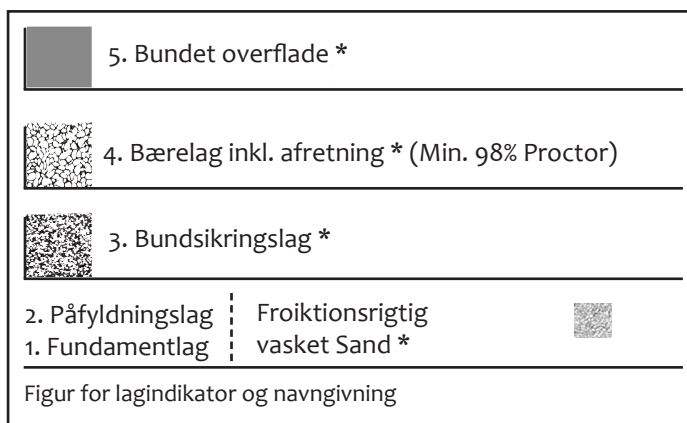 5. Bundet overflade *
4. Bærelag inkl. afretning * (Min. 98% Proctor)
3. Bundsikringslag *
2. Påfyldningslag
1. Fundamentlag
Froiktionsrigtig
vasket Sand *
Figur for lagindikator og navngivning